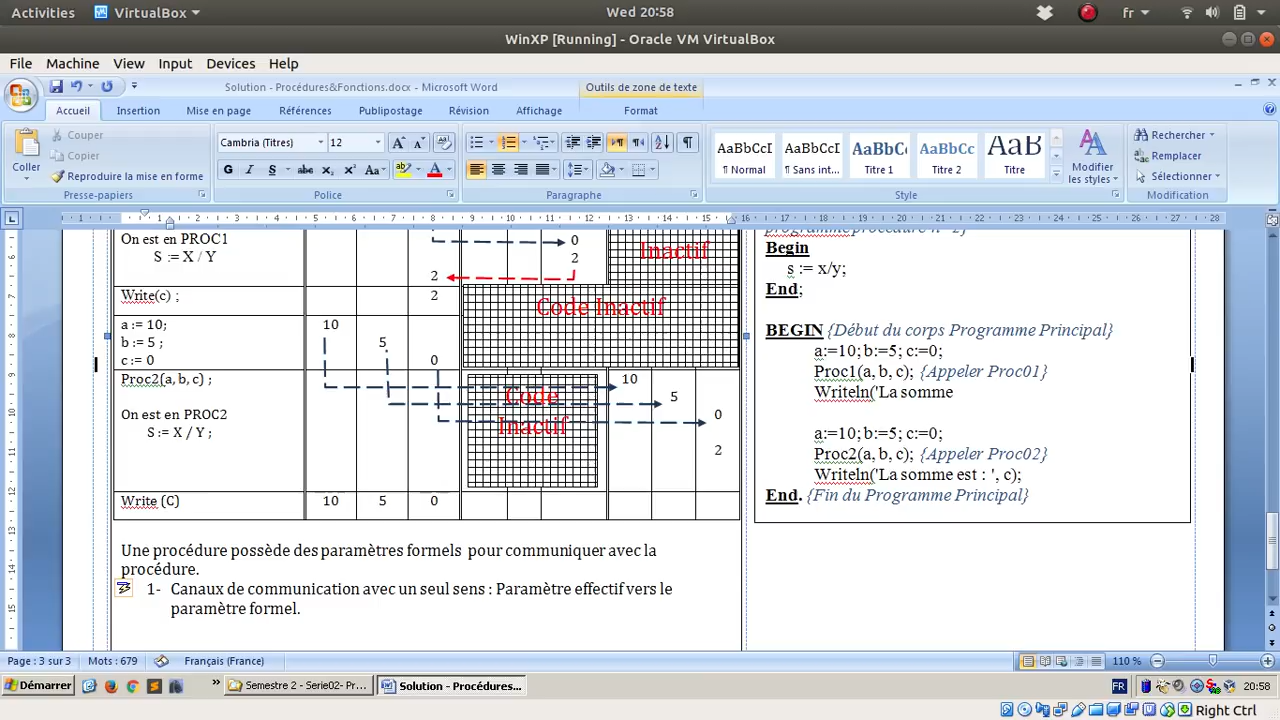 Activities VirtualBox Wed 20:58 fr
WinXP [Running] - Oracle VM VirtualBox
File Machine View Input Devices Help
Solution - Procédures&Fonctions.docx - Microsoft Word Outils de zone de texte
Accueil Insertion Mise en page Références Publipostage Révision Affichage Format
Coller
Couper
Copier
Reproduire la mise en forme
Presse-papiers
Cambria (Titres) 12
G I S abc x₂ x² Aa
Police
Paragraphe
AaBbCcI AaBbCcI AaBbCc AaBbCcI AaB
¶ Normal ¶ Sans int... Titre 1 Titre 2 Titre
Style
Modifier les styles
Rechercher
Remplacer
Sélectionner
Modification
On est en PROC1 0
S := X / Y 2
2
Inactif
Write(c) ; 2
Code Inactif
a := 10; 10
b := 5 ; 5
c := 0 0
Proc2(a, b, c) ; 10
5
On est en PROC2 0
S := X / Y ; 2
Code
Inactif
Write (C) 10 5 0
Une procédure possède des paramètres formels pour communiquer avec la
procédure.
1- Canaux de communication avec un seul sens : Paramètre effectif vers le
paramètre formel.
Begin
s := x/y;
End;
BEGIN {Début du corps Programme Principal}
a:=10; b:=5; c:=0;
Proc1(a, b, c); {Appeler Proc01}
Writeln('La somme
a:=10; b:=5; c:=0;
Proc2(a, b, c); {Appeler Proc02}
Writeln('La somme est : ', c);
End. {Fin du Programme Principal}
Page : 3 sur 3 Mots : 679 Français (France) 110 %
Démarrer Semestre 2 - Serie02- Pr... Solution - Procédures... FR 20:58
Right Ctrl